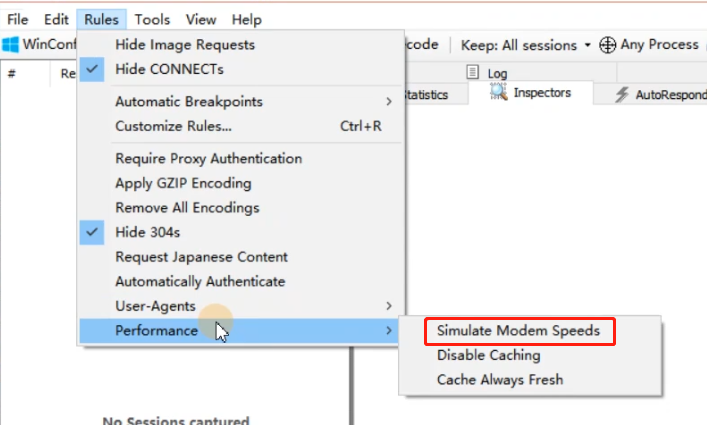 File Edit Rules Tools View Help
WinConf
Hide Image Requests
code Keep: All sessions Any Process
# Re
Hide CONNECTs
Log
Automatic Breakpoints
Statistics Inspectors AutoRespond
Customize Rules... Ctrl+R
Require Proxy Authentication
Apply GZIP Encoding
Remove All Encodings
Hide 304s
Request Japanese Content
Automatically Authenticate
User-Agents
Performance
Simulate Modem Speeds
Disable Caching
Cache Always Fresh
No Sessions captured